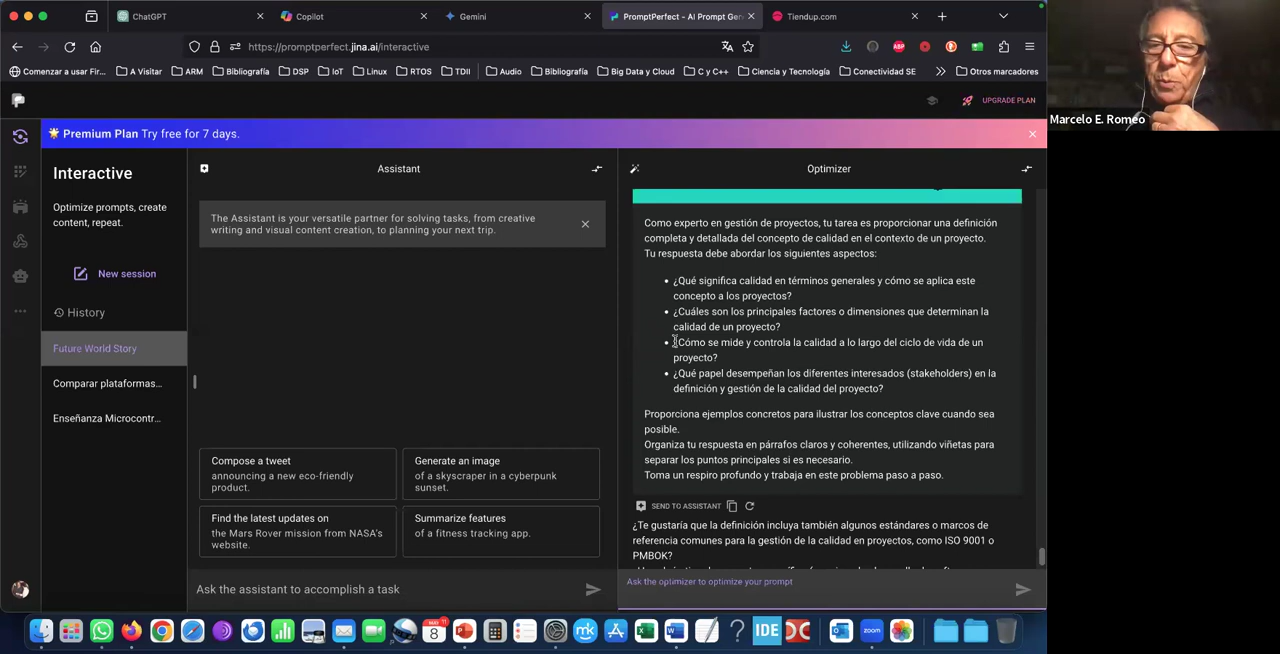 ChatGPT
Copilot
Gemini
PromptPerfect - AI Prompt Ger
Tiendup.com
https://promptperfect.jina.ai/interactive
Comenzar a usar Fir...
A Visitar
ARM
Bibliografía
DSP
IoT
Linux
RTOS
TDII
Audio
Bibliografía
Big Data y Cloud
C y C++
Ciencia y Tecnología
Conectividad SE
Otros marcadores
UPGRADE PLAN
Marcelo E. Romeo
Premium Plan Try free for 7 days.
Interactive
Optimize prompts, create
content, repeat.
New session
History
Future World Story
Comparar plataformas...
Enseñanza Microcontr...
Assistant
The Assistant is your versatile partner for solving tasks, from creative
writing and visual content creation, to planning your next trip.
Compose a tweet
announcing a new eco-friendly
product.
Generate an image
of a skyscraper in a cyberpunk
sunset.
Find the latest updates on
the Mars Rover mission from NASA's
website.
Summarize features
of a fitness tracking app.
Ask the assistant to accomplish a task
Optimizer
Como experto en gestión de proyectos, tu tarea es proporcionar una definición
completa y detallada del concepto de calidad en el contexto de un proyecto.
Tu respuesta debe abordar los siguientes aspectos:
• ¿Qué significa calidad en términos generales y cómo se aplica este
concepto a los proyectos?
• ¿Cuáles son los principales factores o dimensiones que determinan la
calidad de un proyecto?
• ¿Cómo se mide y controla la calidad a lo largo del ciclo de vida de un
proyecto?
• ¿Qué papel desempeñan los diferentes interesados (stakeholders) en la
definición y gestión de la calidad del proyecto?
Proporciona ejemplos concretos para ilustrar los conceptos clave cuando sea
posible.
Organiza tu respuesta en párrafos claros y coherentes, utilizando viñetas para
separar los puntos principales si es necesario.
Toma un respiro profundo y trabaja en este problema paso a paso.
SEND TO ASSISTANT
¿Te gustaría que la definición incluya también algunos estándares o marcos de
referencia comunes para la gestión de la calidad en proyectos, como ISO 9001 o
PMBOK?
Ask the optimizer to optimize your prompt
8
IDE
zoom